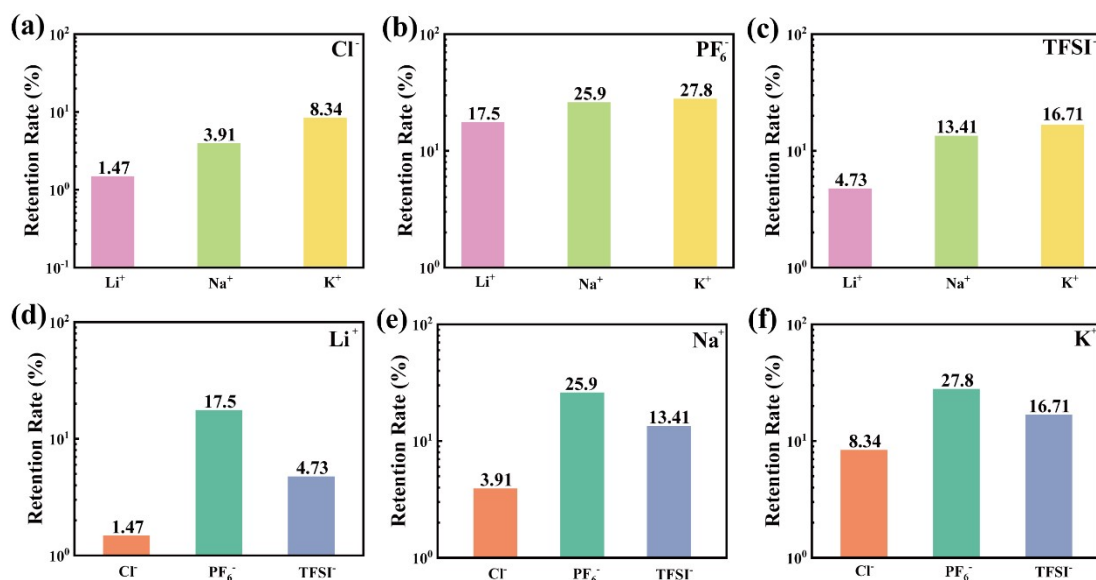 (a)
Cl⁻
Retention Rate (%)
10²
10¹
10⁰
10⁻¹
1.47
3.91
8.34
Li⁺
Na⁺
K⁺
(b)
PF₆⁻
Retention Rate (%)
10²
10¹
10⁰
17.5
25.9
27.8
Li⁺
Na⁺
K⁺
(c)
TFSI⁻
Retention Rate (%)
10²
10¹
10⁰
4.73
13.41
16.71
Li⁺
Na⁺
K⁺
(d)
Li⁺
Retention Rate (%)
10²
10¹
10⁰
1.47
17.5
4.73
Cl⁻
PF₆⁻
TFSI⁻
(e)
Na⁺
Retention Rate (%)
10²
10¹
10⁰
3.91
25.9
13.41
Cl⁻
PF₆⁻
TFSI⁻
(f)
K⁺
Retention Rate (%)
10²
10¹
10⁰
8.34
27.8
16.71
Cl⁻
PF₆⁻
TFSI⁻